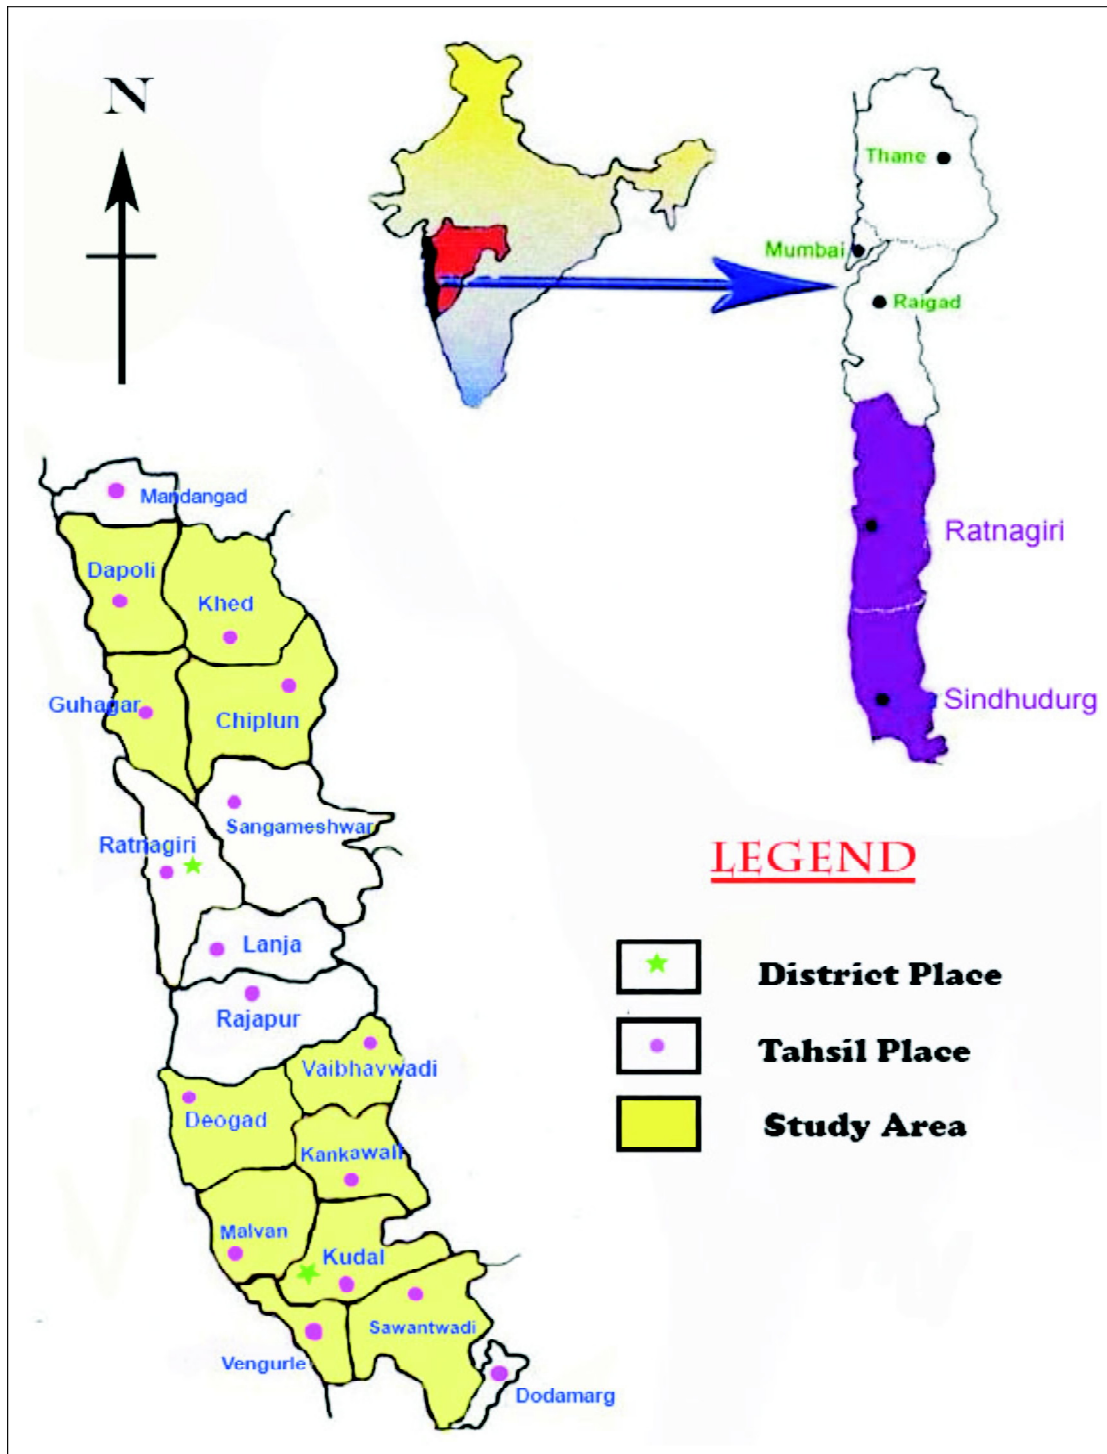 N
Thane
Mumbai
Raigad
Ratnagiri
Sindhudurg
Mandangad
Dapoli
Khed
Guhagar
Chiplun
Sangameshwar
Ratnagiri
Lanja
Rajapur
Vaibhavwadi
Deogad
Kankawali
Malvan
Kudal
Sawantwadi
Vengurle
Dodamarg
LEGEND
District Place
Tahsil Place
Study Area